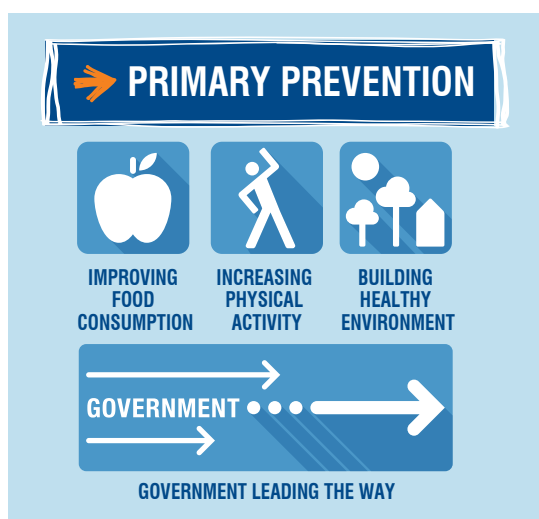 PRIMARY PREVENTION
IMPROVING
FOOD
CONSUMPTION
INCREASING
PHYSICAL
ACTIVITY
BUILDING
HEALTHY
ENVIRONMENT
GOVERNMENT
GOVERNMENT LEADING THE WAY